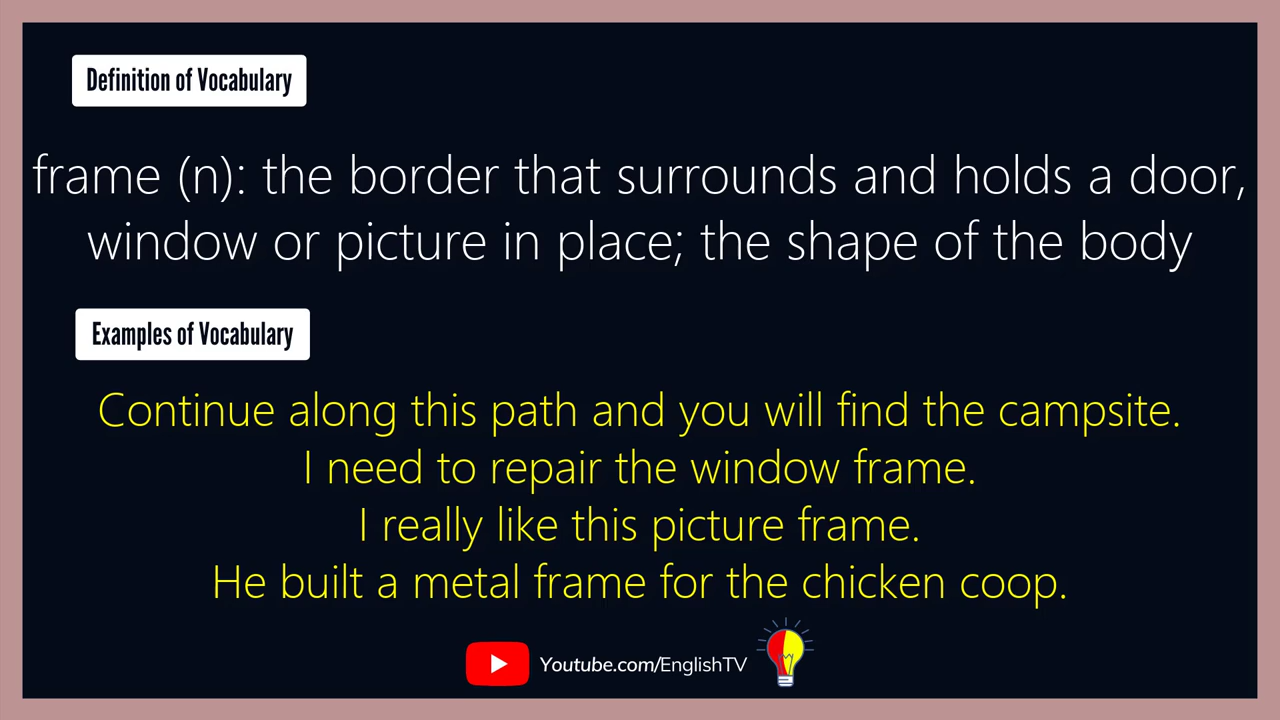 Definition of Vocabulary
frame (n): the border that surrounds and holds a door,
window or picture in place; the shape of the body
Examples of Vocabulary
Continue along this path and you will find the campsite.
I need to repair the window frame.
I really like this picture frame.
He built a metal frame for the chicken coop.
Youtube.com/EnglishTV